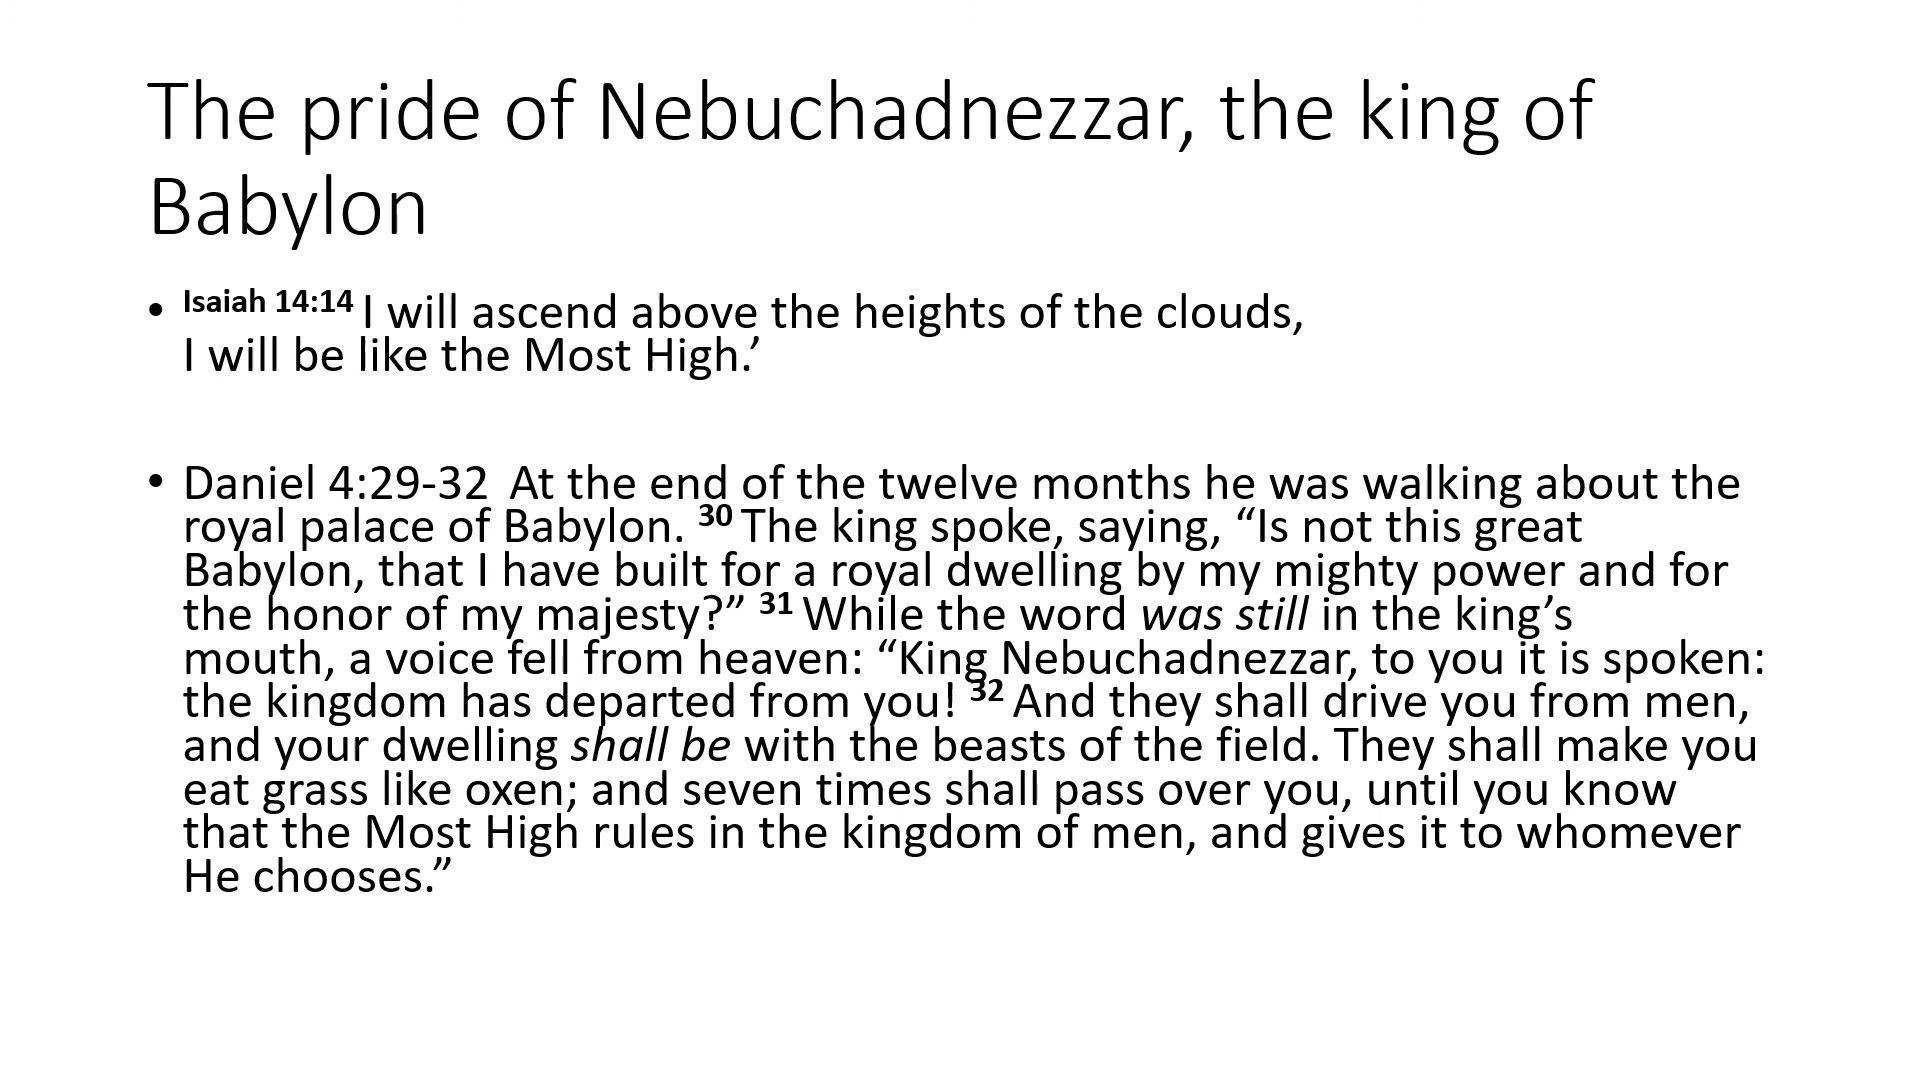 The pride of Nebuchadnezzar, the king of
Babylon
• Isaiah 14:14 I will ascend above the heights of the clouds,
I will be like the Most High.’
• Daniel 4:29-32  At the end of the twelve months he was walking about the
royal palace of Babylon. 30 The king spoke, saying, “Is not this great
Babylon, that I have built for a royal dwelling by my mighty power and for
the honor of my majesty?” 31 While the word was still in the king’s
mouth, a voice fell from heaven: “King Nebuchadnezzar, to you it is spoken:
the kingdom has departed from you! 32 And they shall drive you from men,
and your dwelling shall be with the beasts of the field. They shall make you
eat grass like oxen; and seven times shall pass over you, until you know
that the Most High rules in the kingdom of men, and gives it to whomever
He chooses.”